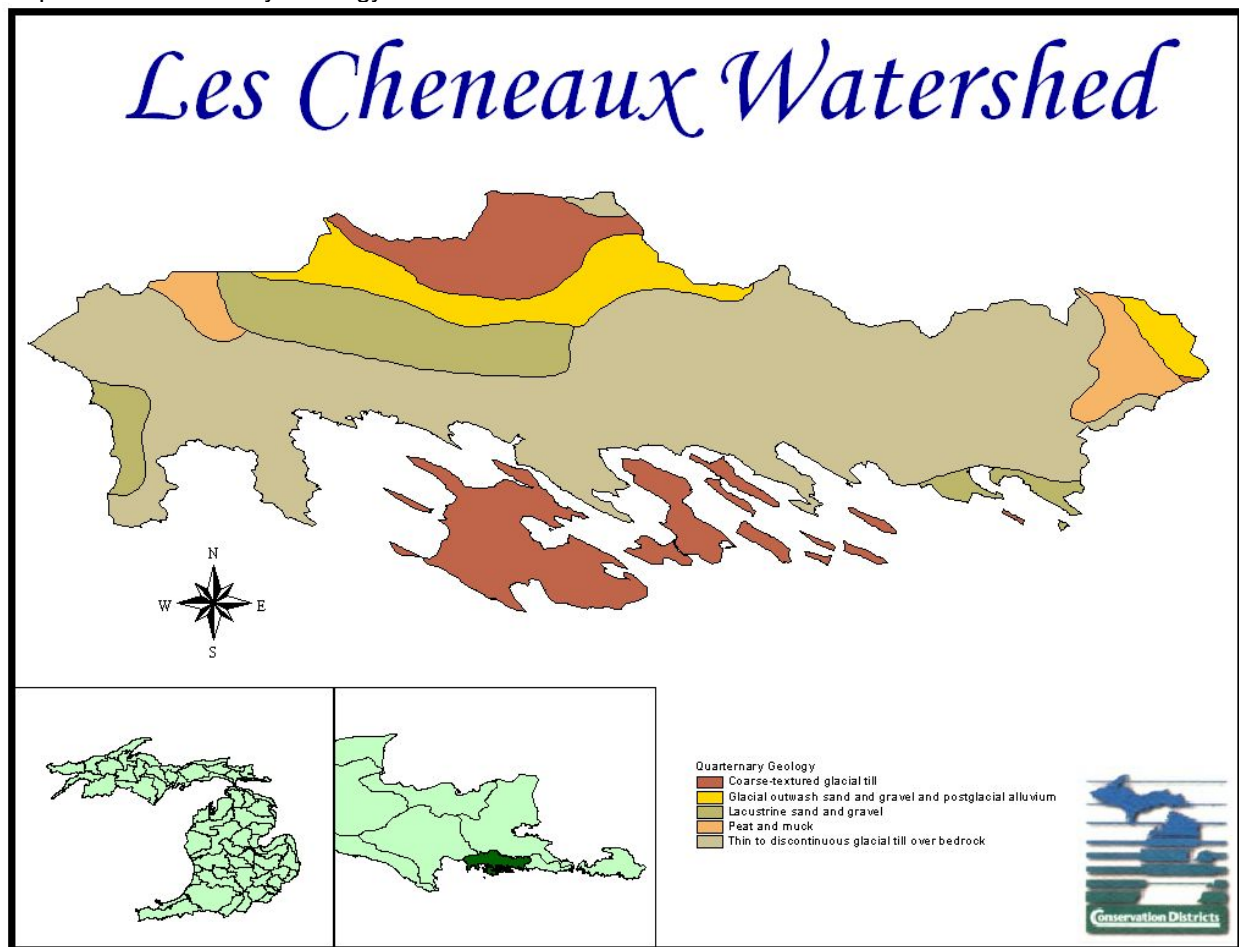 Les Cheneaux Watershed
N
W E
S
Quarternary Geology
Coarse-textured glacial till
Glacial outwash sand and gravel and postglacial alluvium
Lacustrine sand and gravel
Peat and muck
Thin to discontinuous glacial till over bedrock
Conservation Districts